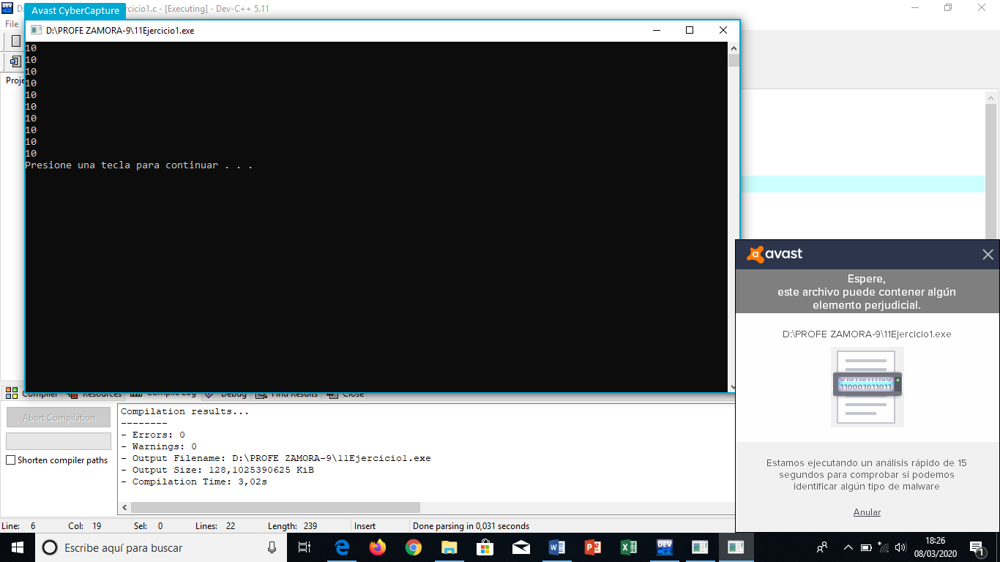 Avast CyberCapture
rcicio1.c - [Executing] - Dev-C++ 5.11
File
D:\PROFE ZAMORA-9\11Ejercicio1.exe
Proje
10
10
10
10
10
10
10
10
10
10
Presione una tecla para continuar . . .
avast
Espere,
este archivo puede contener algún
elemento perjudicial.
D:\PROFE ZAMORA-9\11Ejercicio1.exe
110001011011
Estamos ejecutando un análisis rápido de 15
segundos para comprobar si podemos
identificar algún tipo de malware
Anular
Compiler Resources Compile Log Debug Find Results Close
Abort Compilation
Shorten compiler paths
Compilation results...
--------
- Errors: 0
- Warnings: 0
- Output Filename: D:\PROFE ZAMORA-9\11Ejercicio1.exe
- Output Size: 128,1025390625 KiB
- Compilation Time: 3,02s
Line: 6 Col: 19 Sel: 0 Lines: 22 Length: 239 Insert Done parsing in 0,031 seconds
Escribe aquí para buscar
DEV
18:26
08/03/2020
1